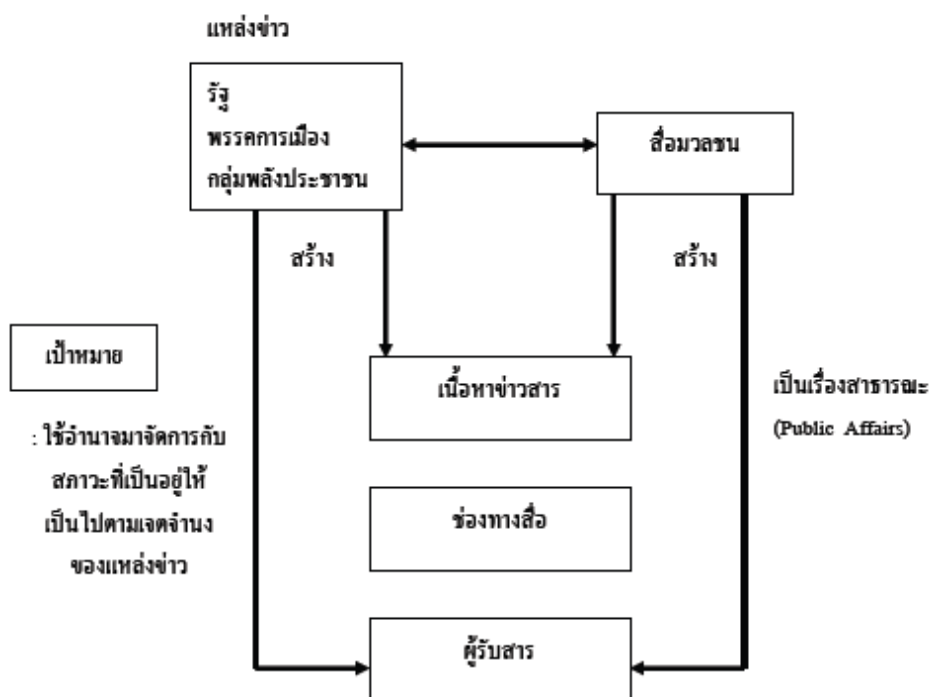 แหล่งข่าว
รัฐ
พรรคการเมือง
กลุ่มพลังประชาชน
สื่อมวลชน
สร้าง
สร้าง
เป้าหมาย
: ใช้อำนาจมาจัดการกับ
สภาวะที่เป็นอยู่ให้
เป็นไปตามเจตจำนง
ของแหล่งข่าว
เนื้อหาข่าวสาร
เป็นเรื่องสาธารณะ
(Public Affairs)
ช่องทางสื่อ
ผู้รับสาร